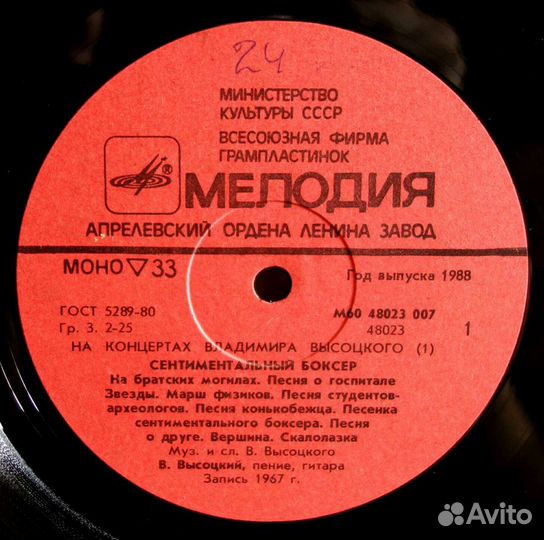 24
МИНИСТЕРСТВО
КУЛЬТУРЫ СССР
ВСЕСОЮЗНАЯ ФИРМА
ГРАМПЛАСТИНОК
®
МЕЛОДИЯ
АПРЕЛЕВСКИЙ ОРДЕНА ЛЕНИНА ЗАВОД
МОНО ▽ 33
Год выпуска 1988
ГОСТ 5289-80
М60 48023 007
Гр. 3. 2-25
48023
1
НА КОНЦЕРТАХ ВЛАДИМИРА ВЫСОЦКОГО (1)
СЕНТИМЕНТАЛЬНЫЙ БОКСЕР
На братских могилах. Песня о госпитале
Звезды. Марш физиков. Песня студентов-
археологов. Песня конькобежца. Песенка
сентиментального боксера. Песня
о друге. Вершина. Скалолазка
Муз. и сл. В. Высоцкого
В. Высоцкий, пение, гитара
Запись 1967 г.
Avito